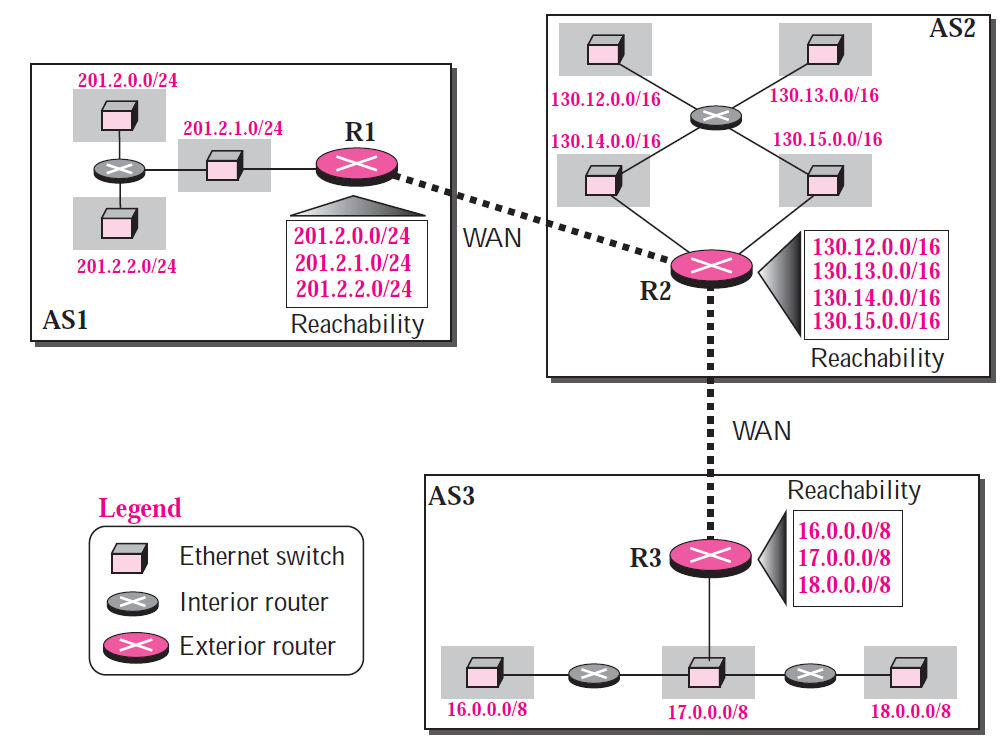 AS2
130.12.0.0/16
130.13.0.0/16
130.14.0.0/16
130.15.0.0/16
R2
130.12.0.0/16
130.13.0.0/16
130.14.0.0/16
130.15.0.0/16
Reachability
201.2.0.0/24
201.2.1.0/24
R1
201.2.2.0/24
201.2.0.0/24
201.2.1.0/24
201.2.2.0/24
AS1
Reachability
WAN
WAN
AS3
Reachability
R3
16.0.0.0/8
17.0.0.0/8
18.0.0.0/8
16.0.0.0/8
17.0.0.0/8
18.0.0.0/8
Legend
Ethernet switch
Interior router
Exterior router